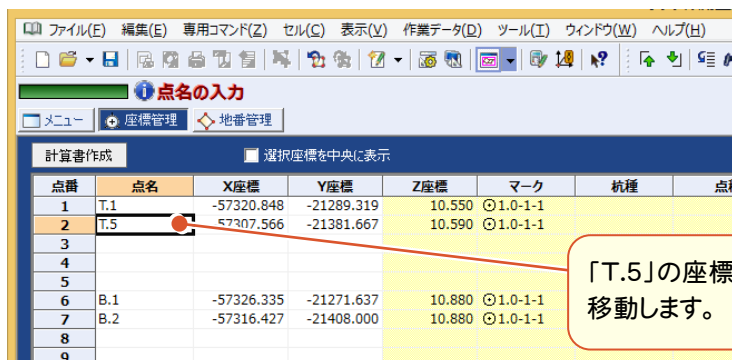 ファイル(F) 編集(E) 専用コマンド(Z) セル(C) 表示(V) 作業データ(D) ツール(T) ウィンドウ(W) ヘルプ(H)
点名の入力
メニュー 座標管理 地番管理
計算書作成 選択座標を中央に表示
点番 点名 X座標 Y座標 Z座標 マーク 杭種
1 T.1 -57320.848 -21289.319 10.550 1.0-1-1
2 T.5 -57307.566 -21381.667 10.590 1.0-1-1
3
4
5
6 B.1 -57326.335 -21271.637 10.880 1.0-1-1
7 B.2 -57316.427 -21408.000 10.880 1.0-1-1
8
9
「T.5」の座標
移動します。